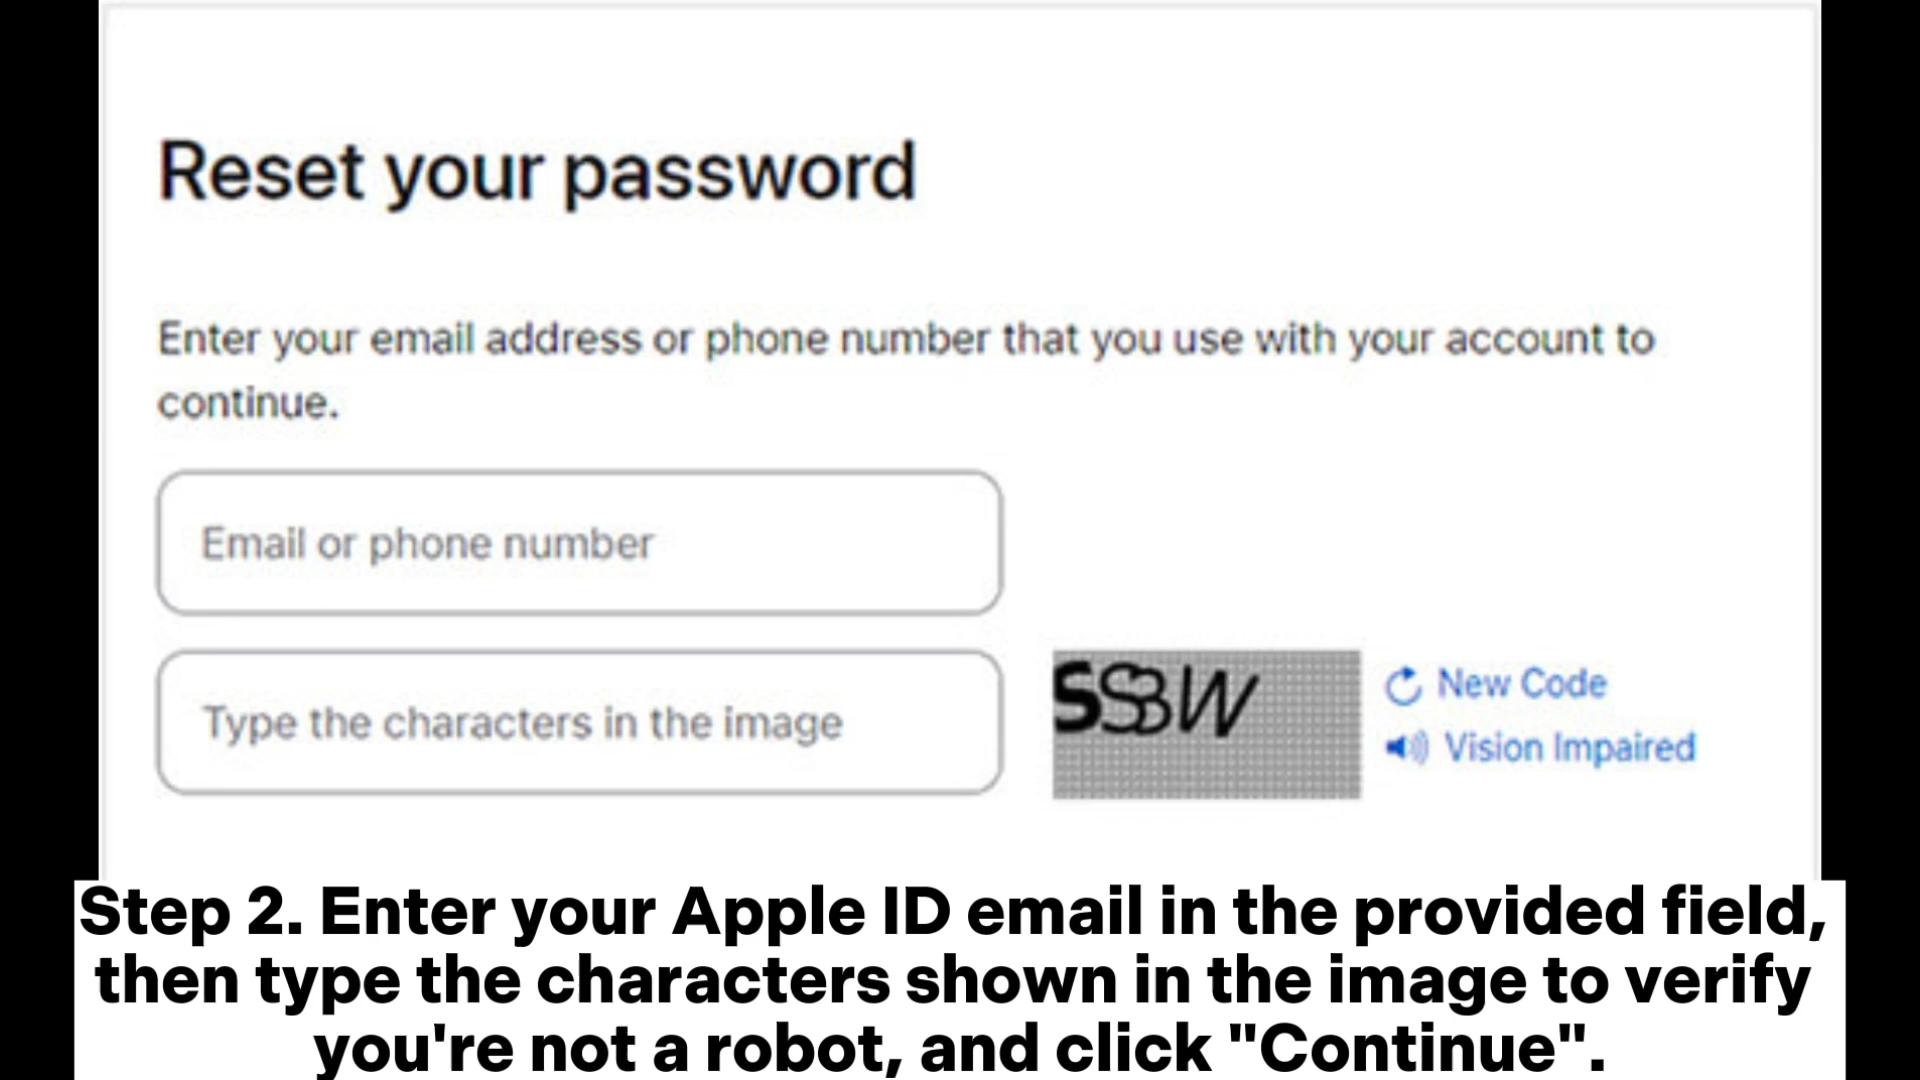 Reset your password
Enter your email address or phone number that you use with your account to
continue.
Email or phone number
Type the characters in the image
New Code
Vision Impaired
Step 2. Enter your Apple ID email in the provided field,
then type the characters shown in the image to verify
you're not a robot, and click "Continue".